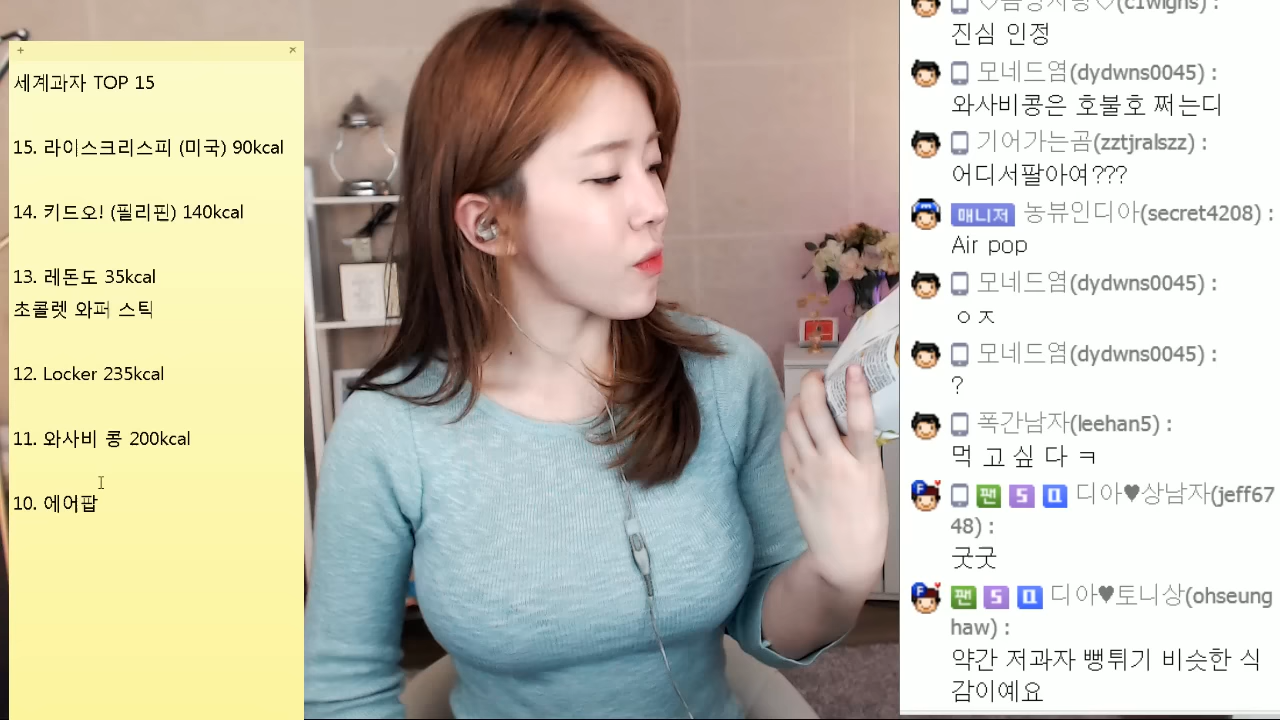 세계과자 TOP 15
15. 라이스크리스피 (미국) 90kcal
14. 키드오! (필리핀) 140kcal
13. 레돈도 35kcal
초콜렛 와퍼 스틱
12. Locker 235kcal
11. 와사비 콩 200kcal
10. 에어팝
(c1wighs) :
진심 인정
모네드염(dydwns0045) :
와사비콩은 호불호 쩌는디
기어가는곰(zztjralszz) :
어디서팔아여???
매니저 농뷰인디아(secret4208) :
Air pop
모네드염(dydwns0045) :
ㅇㅈ
모네드염(dydwns0045) :
?
폭간남자(leehan5) :
먹 고 싶 다 ㅋ
팬 S 디아♥상남자(jeff67
48) :
굿굿
팬 S 디아♥토니상(ohseung
haw) :
약간 저과자 뻥튀기 비슷한 식
감이예요